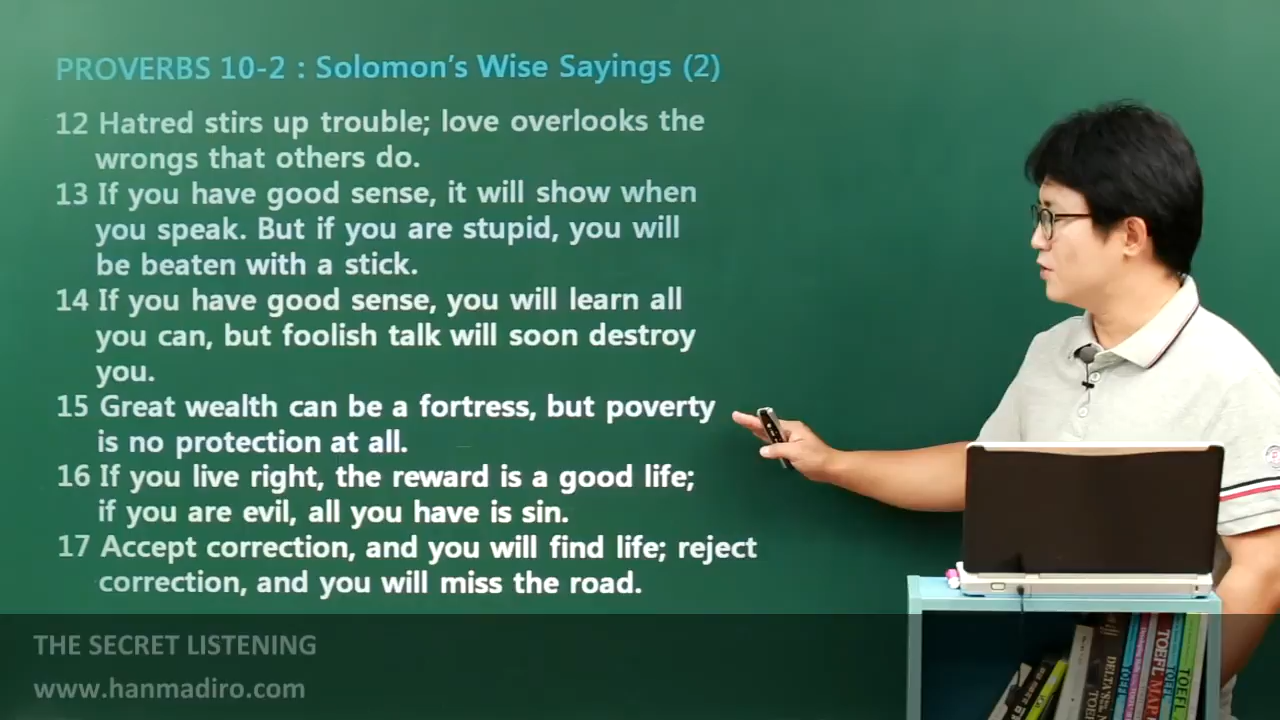 PROVERBS 10-2 : Solomon's Wise Sayings (2)
12 Hatred stirs up trouble; love overlooks the
wrongs that others do.
13 If you have good sense, it will show when
you speak. But if you are stupid, you will
be beaten with a stick.
14 If you have good sense, you will learn all
you can, but foolish talk will soon destroy
you.
15 Great wealth can be a fortress, but poverty
is no protection at all.
16 If you live right, the reward is a good life;
if you are evil, all you have is sin.
17 Accept correction, and you will find life; reject
correction, and you will miss the road.
THE SECRET LISTENING
www.hanmadiro.com
DELTA'S
TOEFL MAP
TOEFL